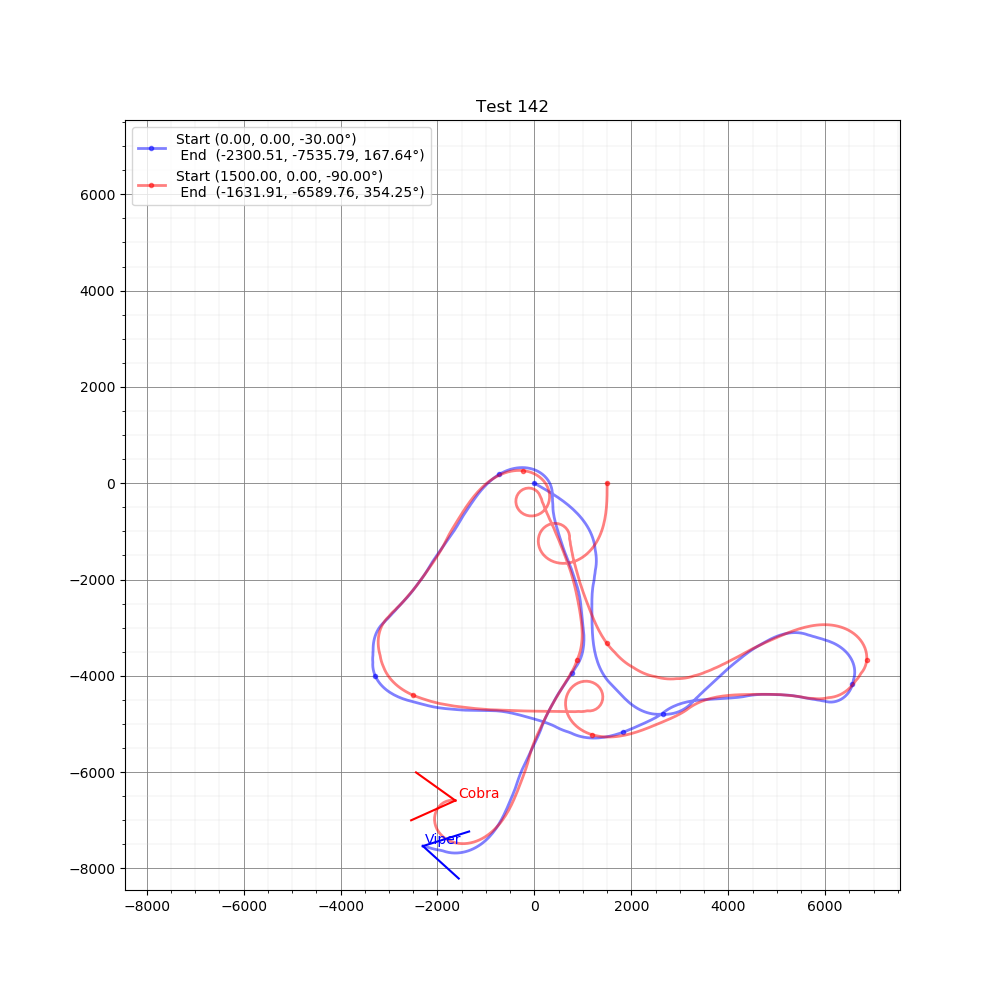 Test 142
Start (0.00, 0.00, -30.00°)
End (-2300.51, -7535.79, 167.64°)
Start (1500.00, 0.00, -90.00°)
End (-1631.91, -6589.76, 354.25°)
6000
4000
2000
0
−2000
−4000
−6000
−8000
Cobra
Viper
−8000 −6000 −4000 −2000 0 2000 4000 6000